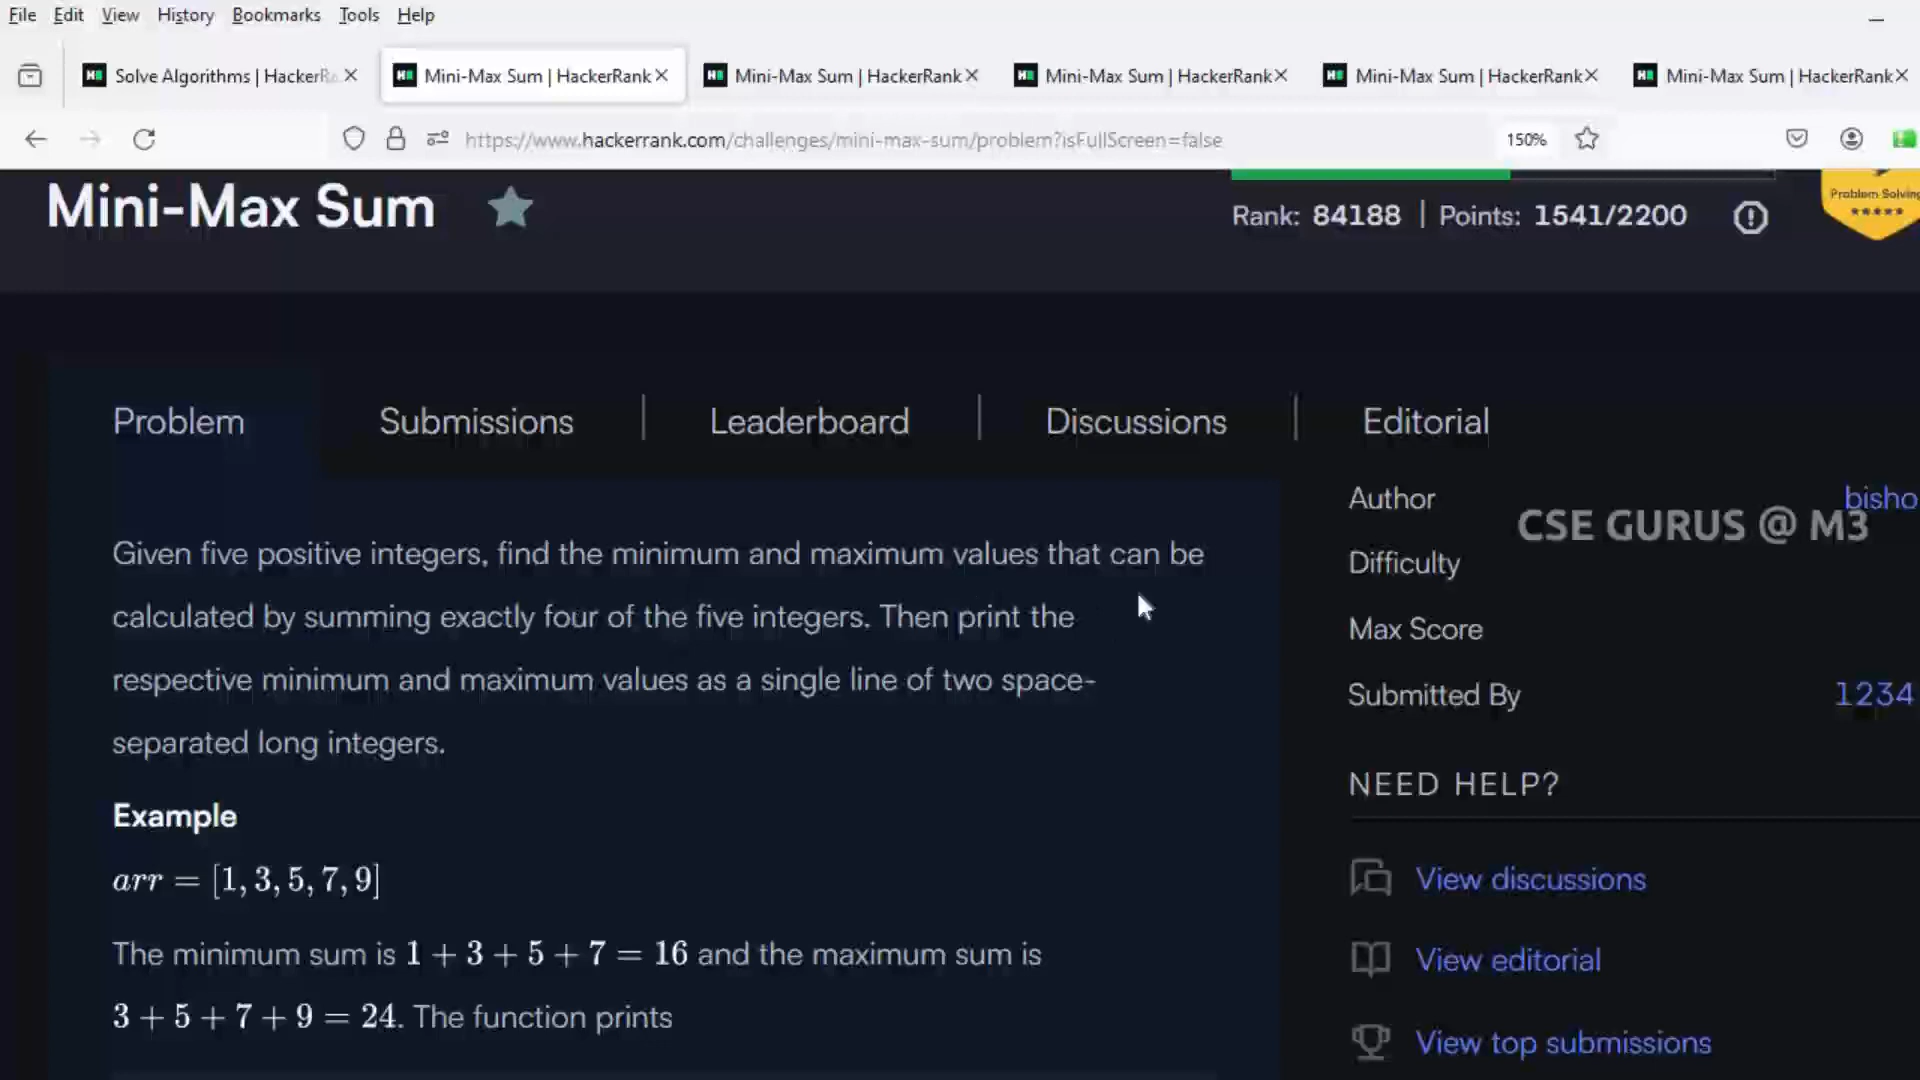 File Edit View History Bookmarks Tools Help
Solve Algorithms | HackerRa Mini-Max Sum | HackerRank Mini-Max Sum | HackerRank Mini-Max Sum | HackerRank Mini-Max Sum | HackerRank Mini-Max Sum | HackerRank
https://www.hackerrank.com/challenges/mini-max-sum/problem?isFullScreen=false 150%
Mini-Max Sum
Rank: 84188 | Points: 1541/2200
Problem Solving
Problem Submissions Leaderboard Discussions Editorial
Given five positive integers, find the minimum and maximum values that can be
calculated by summing exactly four of the five integers. Then print the
respective minimum and maximum values as a single line of two space-
separated long integers.
Example
arr = [1, 3, 5, 7, 9]
The minimum sum is 1 + 3 + 5 + 7 = 16 and the maximum sum is
3 + 5 + 7 + 9 = 24. The function prints
Author bisho
CSE GURUS @ M3
Difficulty
Max Score
Submitted By 1234
NEED HELP?
View discussions
View editorial
View top submissions